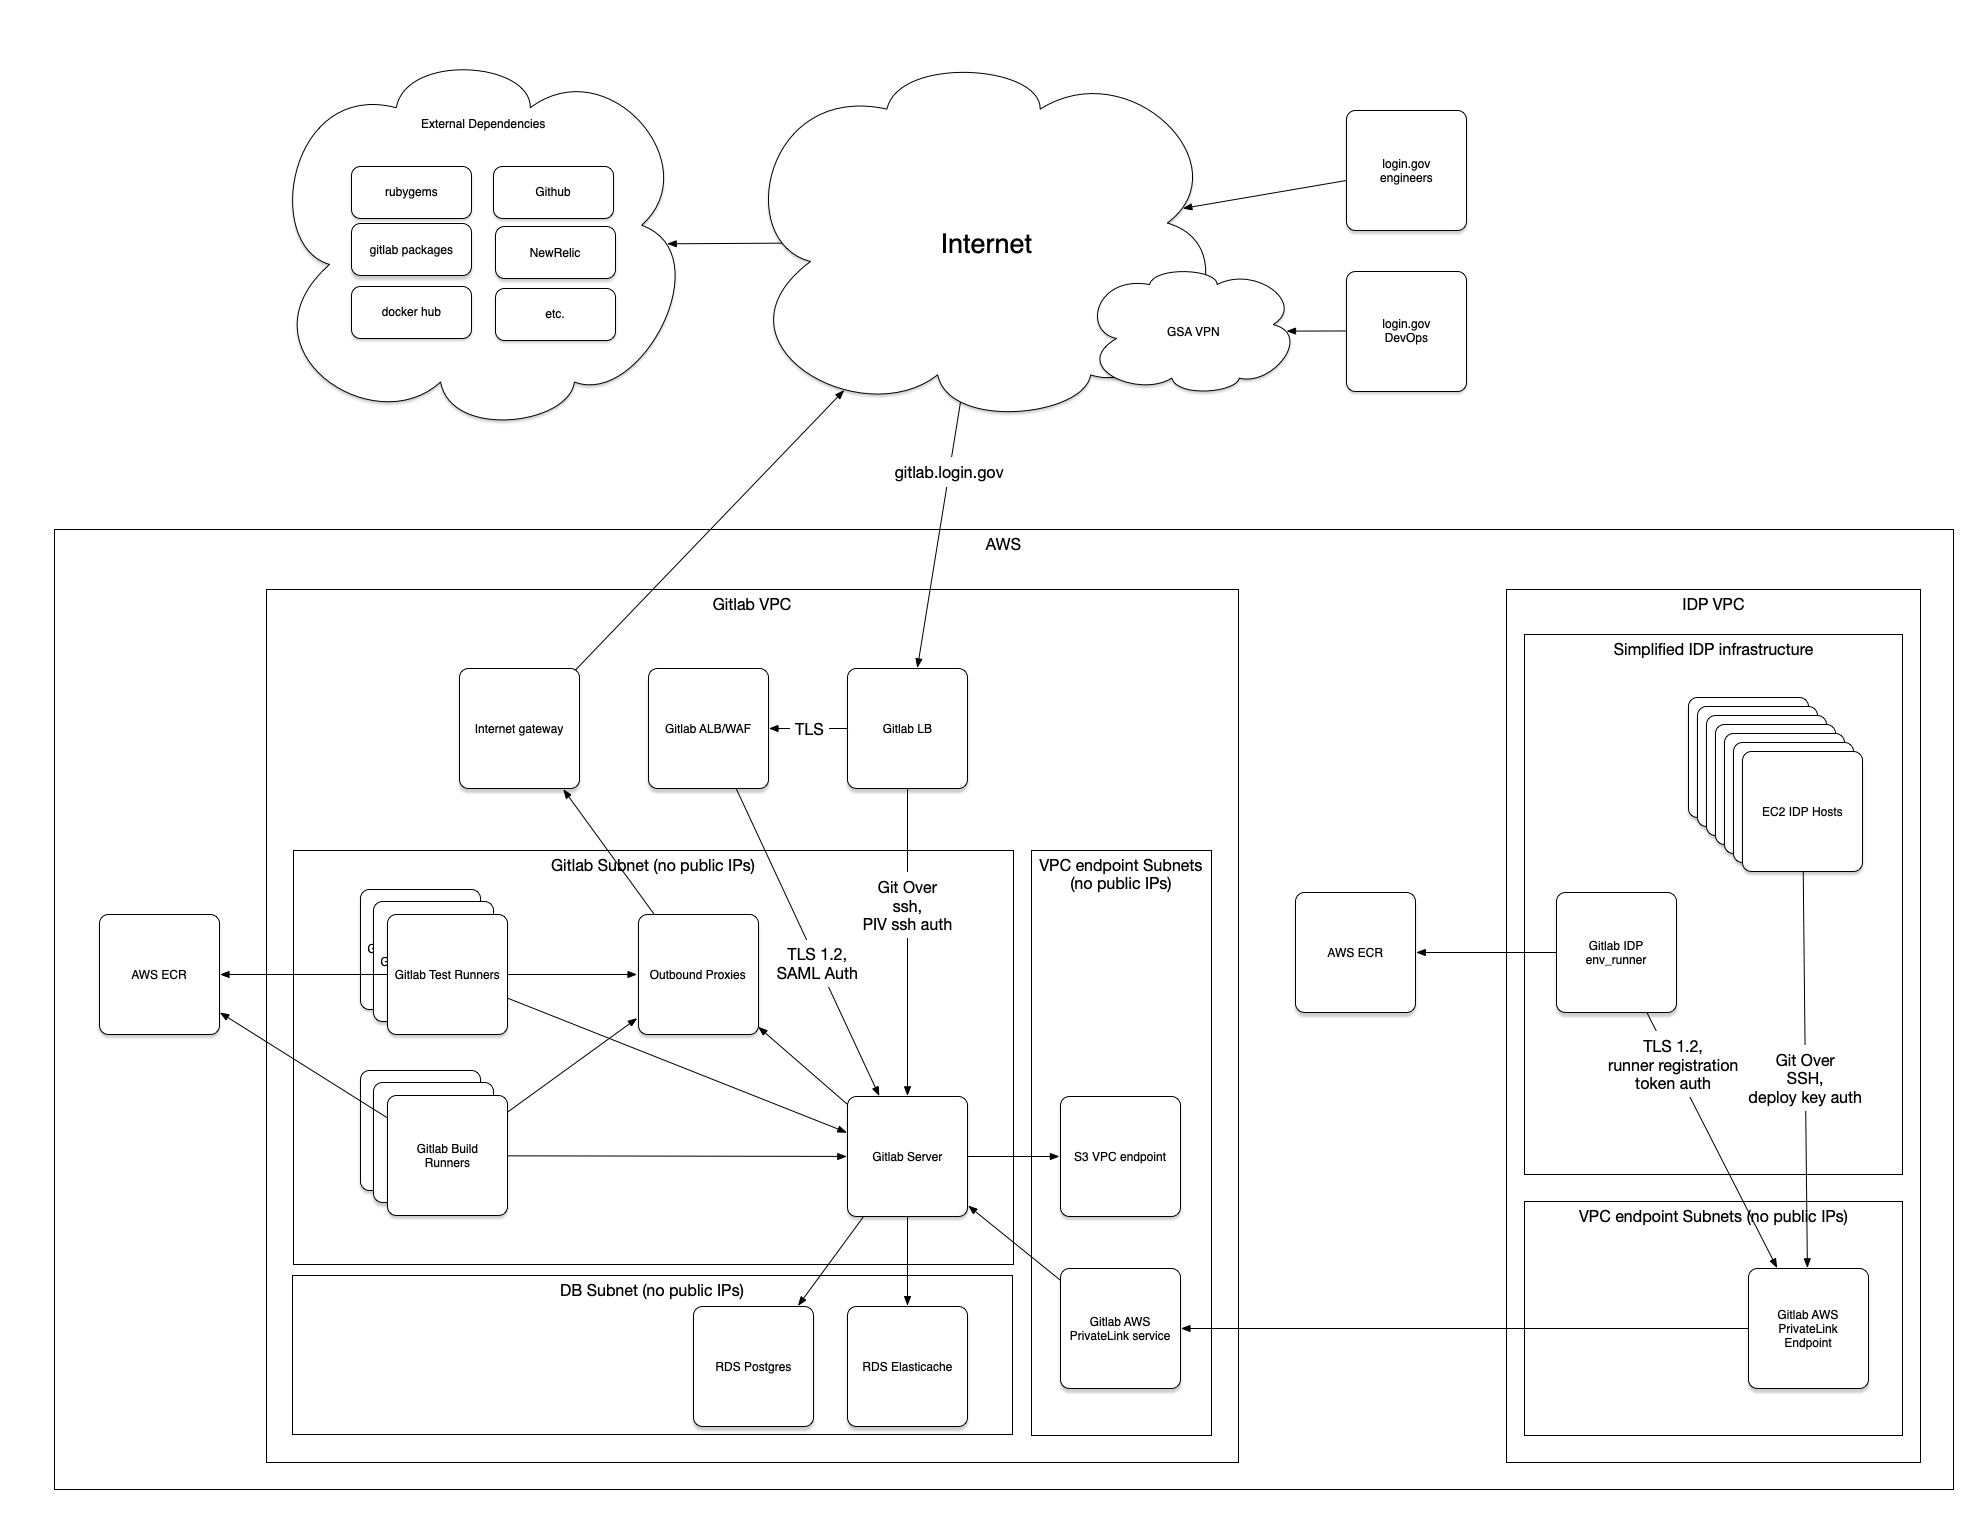 External Dependencies
rubygems
Github
gitlab packages
NewRelic
docker hub
etc.
Internet
GSA VPN
login.gov
engineers
login.gov
DevOps
gitlab.login.gov
AWS
Gitlab VPC
Internet gateway
Gitlab ALB/WAF
TLS
Gitlab LB
Gitlab Subnet (no public IPs)
AWS ECR
G
G
Gitlab Test Runners
Outbound Proxies
TLS 1.2,
SAML Auth
Git Over
ssh,
PIV ssh auth
Gitlab Build
Runners
Gitlab Server
DB Subnet (no public IPs)
RDS Postgres
RDS Elasticache
VPC endpoint Subnets
(no public IPs)
S3 VPC endpoint
Gitlab AWS
PrivateLink service
IDP VPC
Simplified IDP infrastructure
EC2 IDP Hosts
AWS ECR
Gitlab IDP
env_runner
TLS 1.2,
runner registration
token auth
Git Over
SSH,
deploy key auth
VPC endpoint Subnets (no public IPs)
Gitlab AWS
PrivateLink
Endpoint